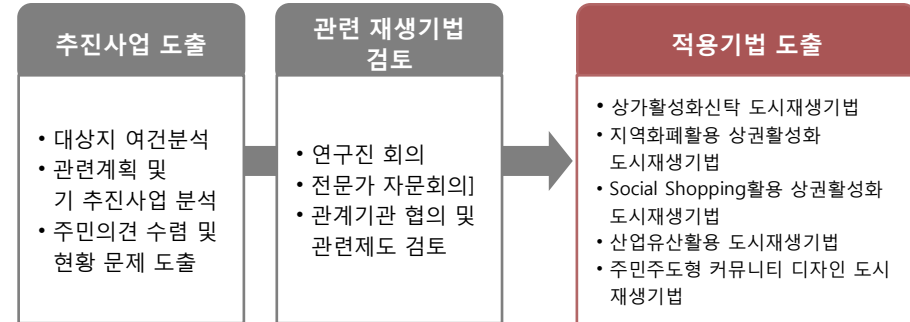 추진사업 도출
• 대상지 여건분석
• 관련계획 및
기 추진사업 분석
• 주민의견 수렴 및
현황 문제 도출
관련 재생기법
검토
• 연구진 회의
• 전문가 자문회의]
• 관계기관 협의 및
관련제도 검토
적용기법 도출
• 상가활성화신탁 도시재생기법
• 지역화폐활용 상권활성화
도시재생기법
• Social Shopping활용 상권활성화
도시재생기법
• 산업유산활용 도시재생기법
• 주민주도형 커뮤니티 디자인 도시
재생기법